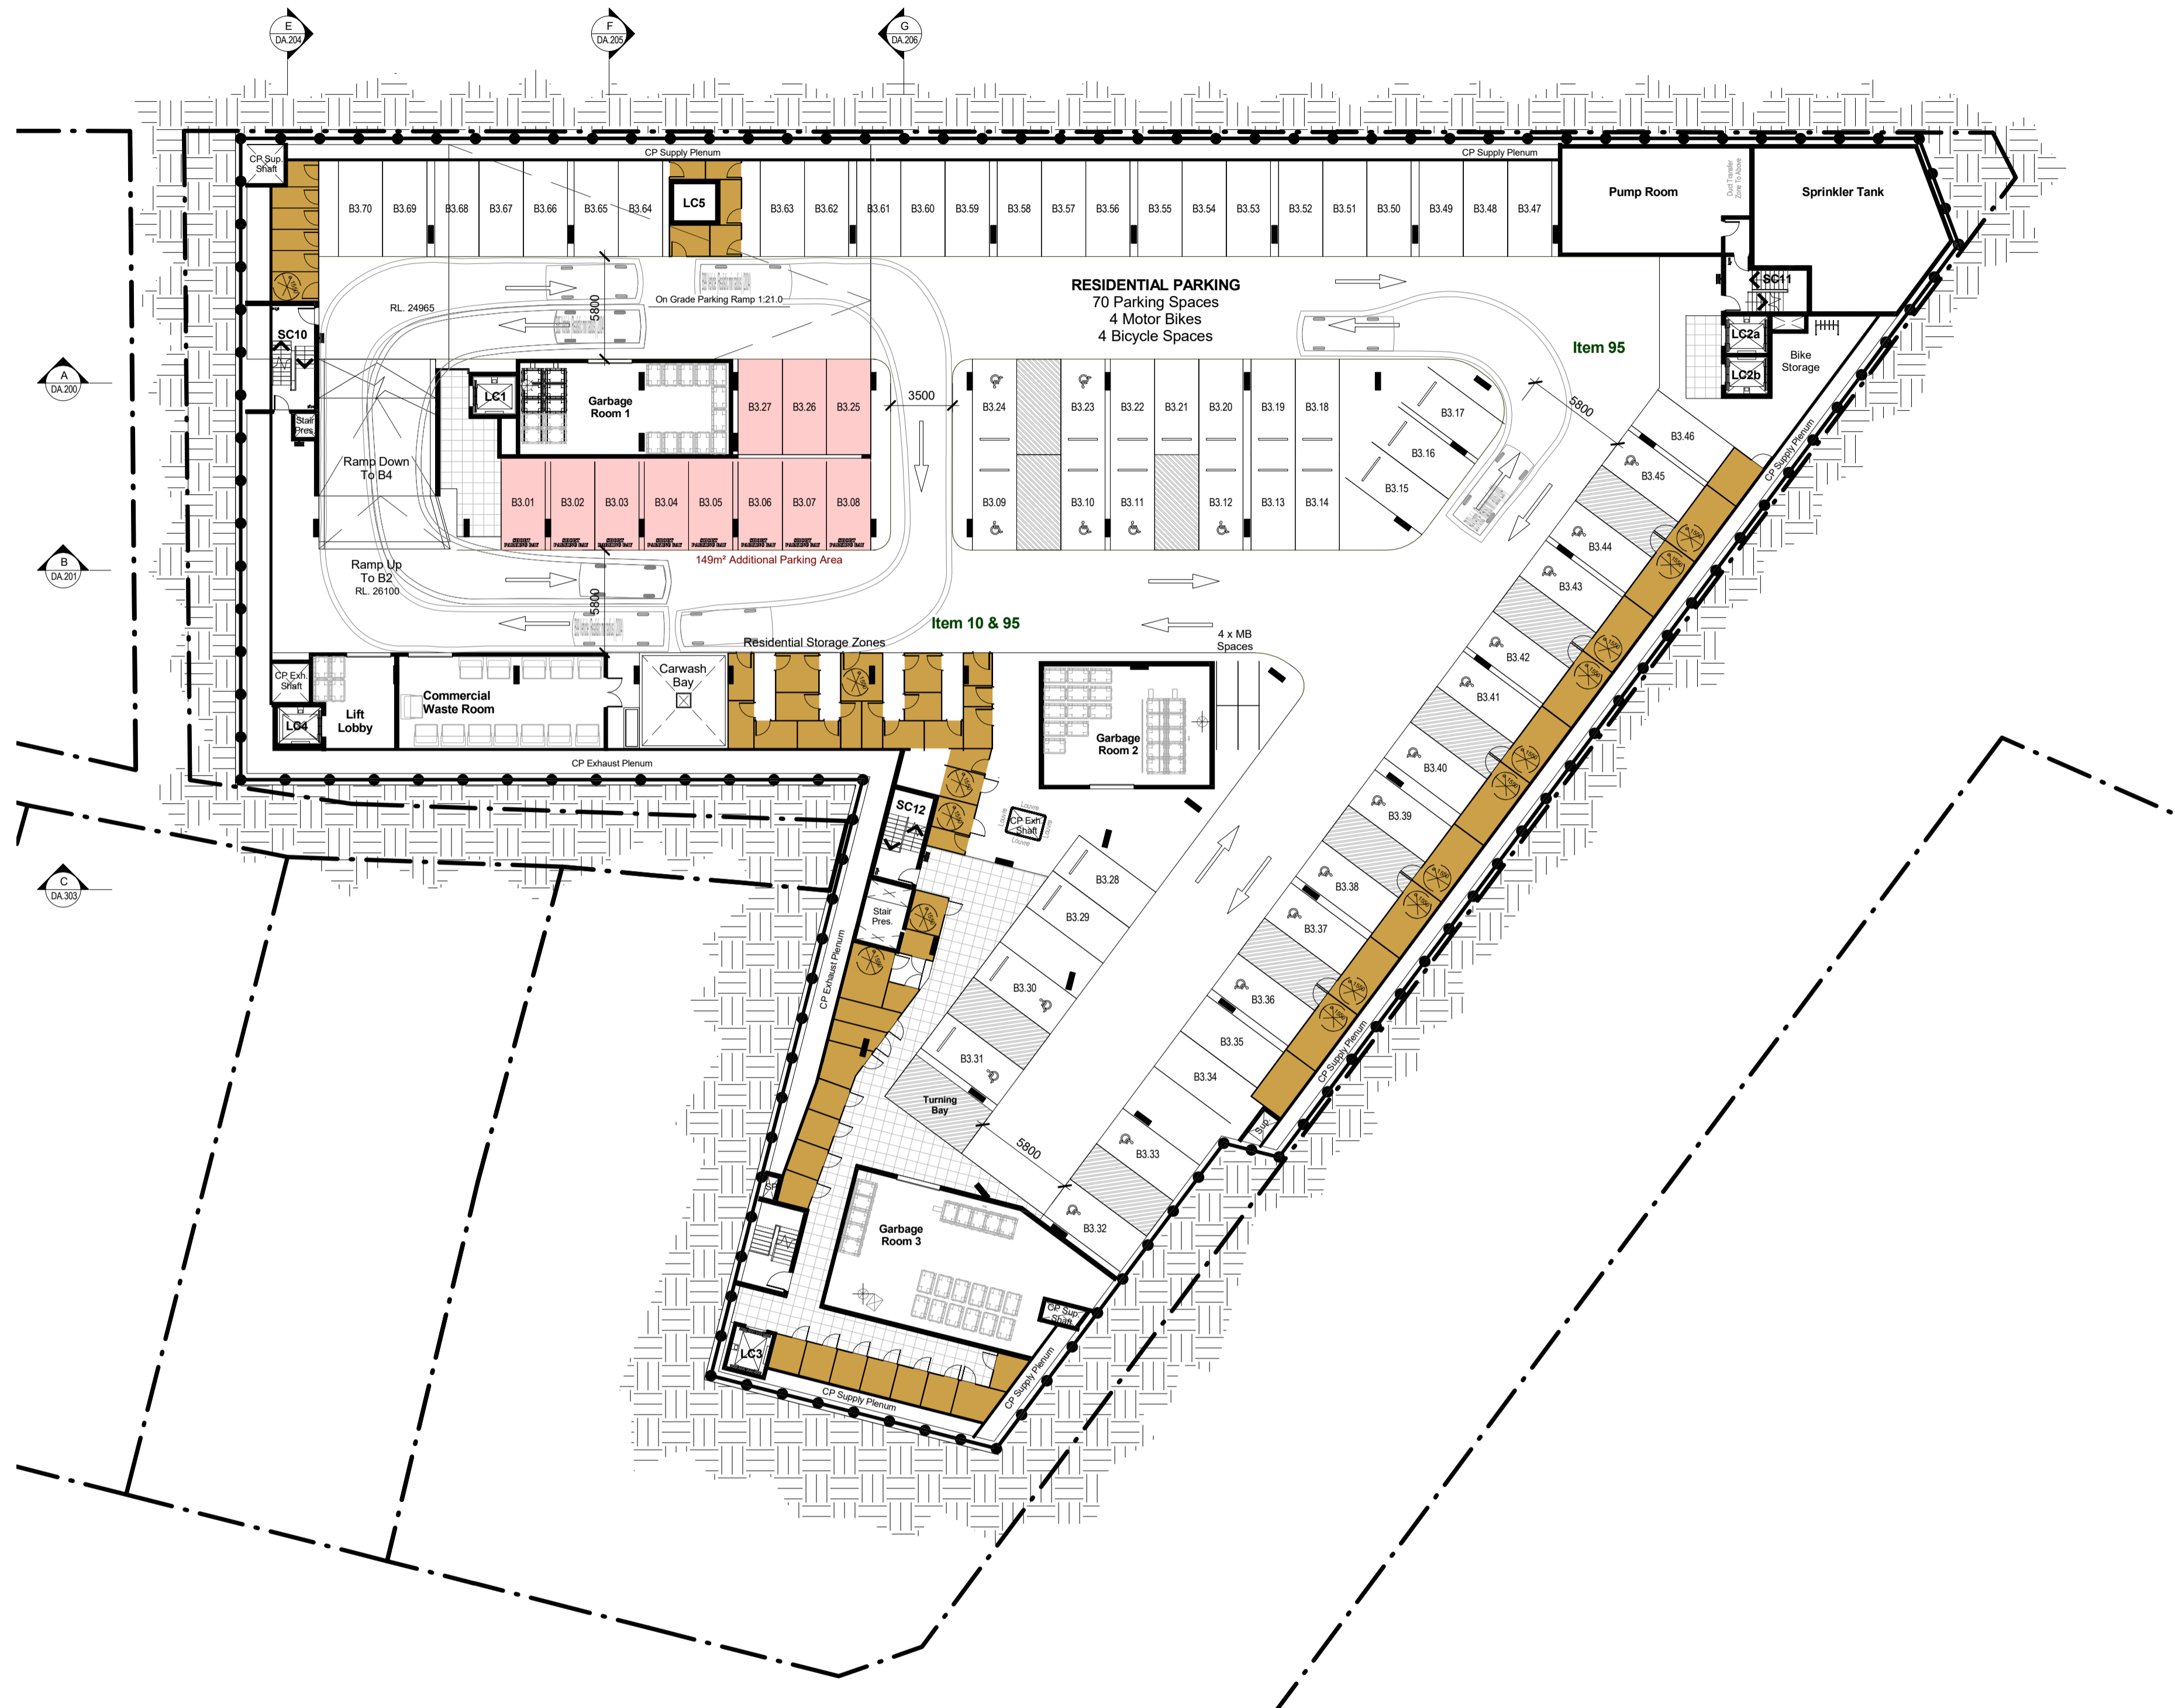 E
DA.204
F
DA.205
G
DA.206
CP Sup.
Shaft
CP Supply Plenum
CP Supply Plenum
B3.70
B3.69
B3.68
B3.67
B3.66
B3.65
B3.64
LC5
B3.63
B3.62
B3.61
B3.60
B3.59
B3.58
B3.57
B3.56
B3.55
B3.54
B3.53
B3.52
B3.51
B3.50
B3.49
B3.48
B3.47
Pump Room
Duct Transfer
Zone To Above
Sprinkler Tank
RL. 24965
5800
On Grade Parking Ramp 1:21.0
RESIDENTIAL PARKING
70 Parking Spaces
4 Motor Bikes
4 Bicycle Spaces
SC11
SC10
Item 95
LC2a
LC2b
Bike
Storage
A
DA.200
LC1
Garbage
Room 1
B3.27
B3.26
B3.25
3500
B3.24
B3.23
B3.22
B3.21
B3.20
B3.19
B3.18
B3.17
B3.16
B3.15
5800
Stair
Pres.
Ramp Down
To B4
B3.01
B3.02
B3.03
B3.04
B3.05
B3.06
B3.07
B3.08
B3.09
B3.10
B3.11
B3.12
B3.13
B3.14
B3.46
B3.45
B3.44
B3.43
B3.42
B3.41
B3.40
B3.39
B3.38
B3.37
B3.36
B3.35
B3.34
B3.33
B3.32
CP Supply Plenum
149m² Additional Parking Area
B
DA.201
Ramp Up
To B2
RL. 26100
5800
Item 10 & 95
Residential Storage Zones
4 x MB
Spaces
CP Exh.
Shaft
LC4
Lift
Lobby
Commercial
Waste Room
Carwash
Bay
Garbage
Room 2
CP Exhaust Plenum
SC12
Louvre
Louvre
CP Exh.
Shaft
Louvre
Louvre
C
DA.303
B3.28
B3.29
B3.30
B3.31
Stair
Pres.
CP Exhaust Plenum
Turning
Bay
5800
CP Supply Plenum
Sup.
Garbage
Room 3
CP Sup.
Shaft
LC3
CP Supply Plenum
CP Supply Plenum